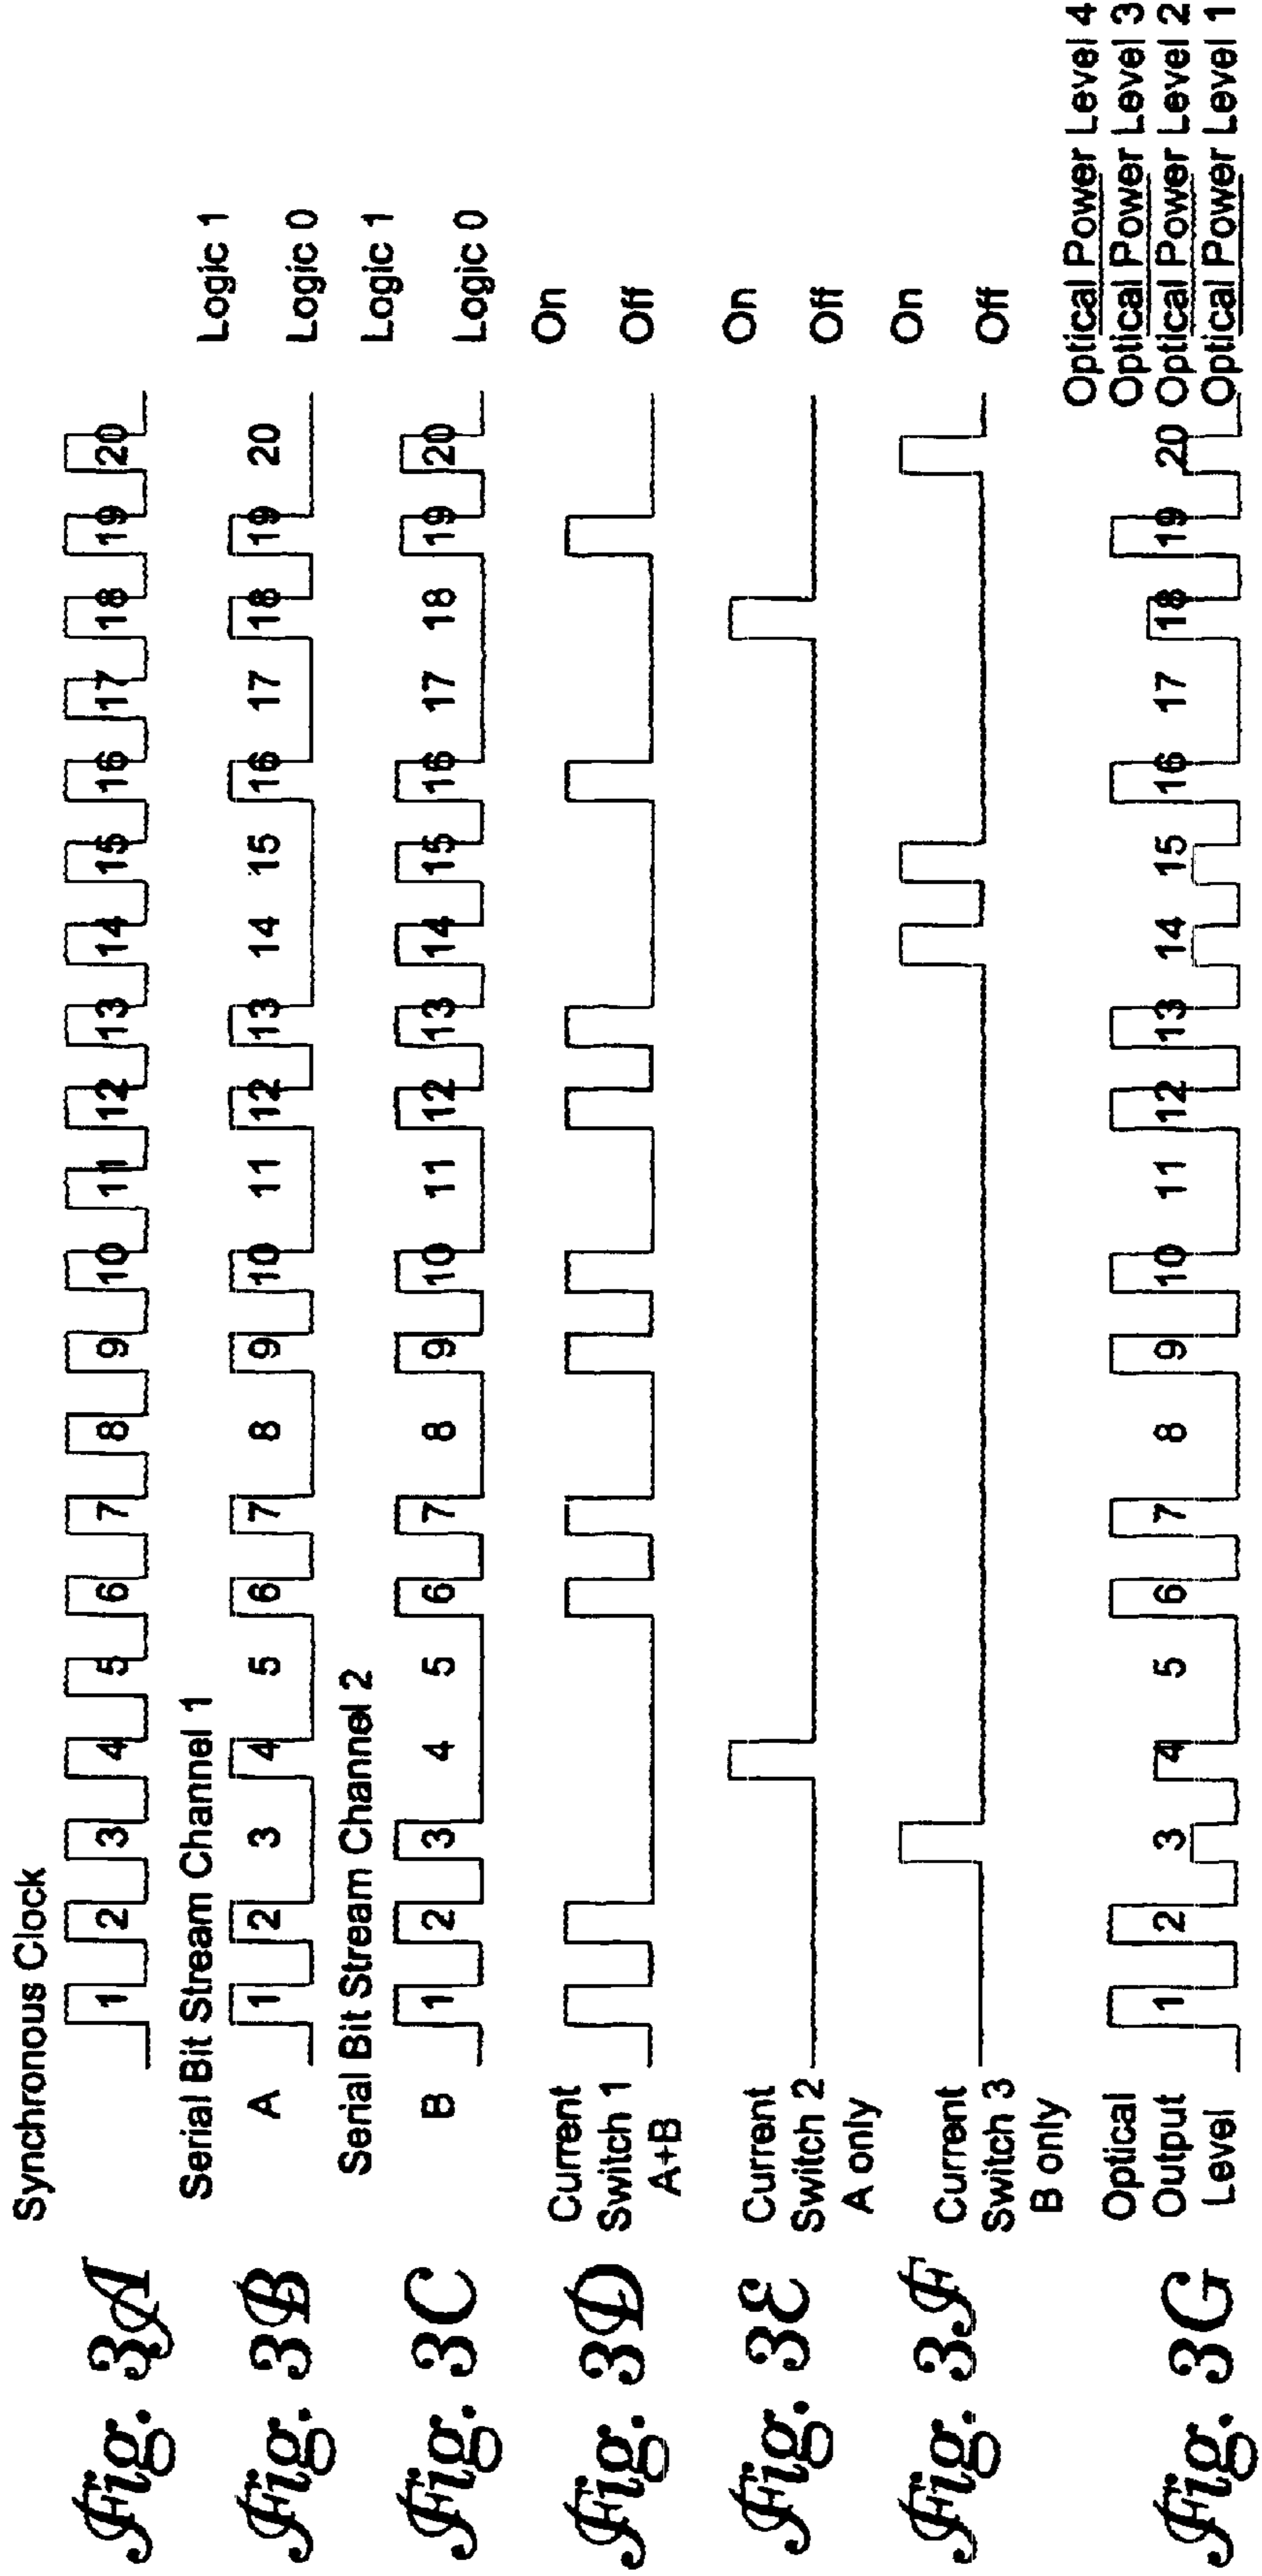 Fig. 3A
Synchronous Clock
1 2 3 4 5 6 7 8 9 10 11 12 13 14 15 16 17 18 19 20
Fig. 3B
Serial Bit Stream Channel 1
A
1 2 3 4 5 6 7 8 9 10 11 12 13 14 15 16 17 18 19 20
Logic 1
Logic 0
Fig. 3C
Serial Bit Stream Channel 2
B
1 2 3 4 5 6 7 8 9 10 11 12 13 14 15 16 17 18 19 20
Logic 1
Logic 0
Fig. 3D
Current
Switch 1
A+B
On
Off
Fig. 3E
Current
Switch 2
A only
On
Off
Fig. 3F
Current
Switch 3
B only
On
Off
Fig. 3G
Optical
Output
Level
1 2 3 4 5 6 7 8 9 10 11 12 13 14 15 16 17 18 19 20
Optical Power Level 4
Optical Power Level 3
Optical Power Level 2
Optical Power Level 1